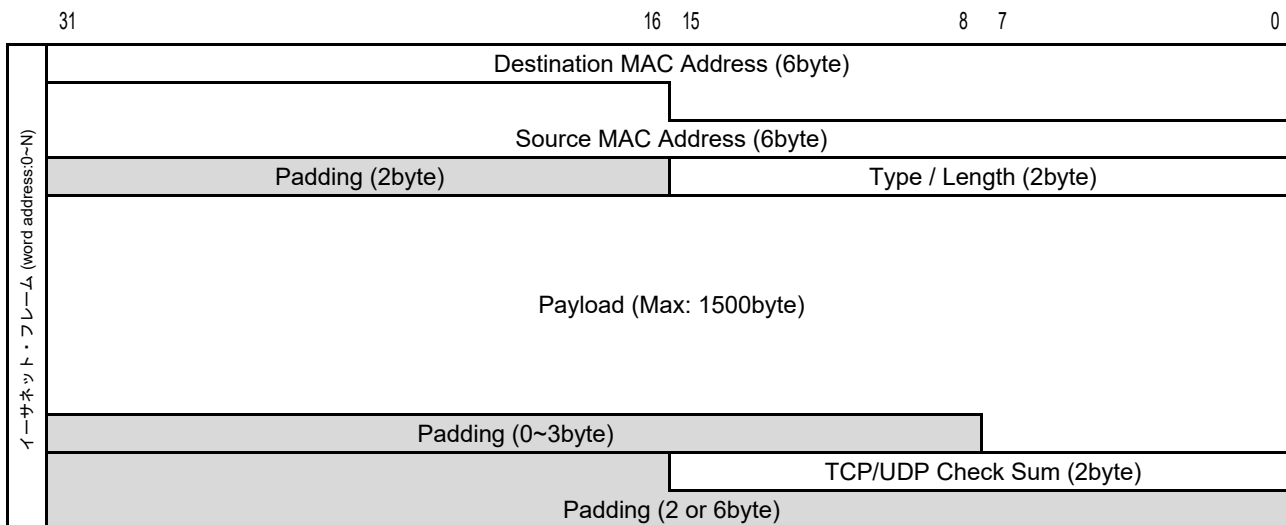 31 16 15 8 7 0
イーサネット・フレーム (word address:0~N)
Destination MAC Address (6byte)
Source MAC Address (6byte)
Padding (2byte) Type / Length (2byte)
Payload (Max: 1500byte)
Padding (0~3byte)
TCP/UDP Check Sum (2byte)
Padding (2 or 6byte)